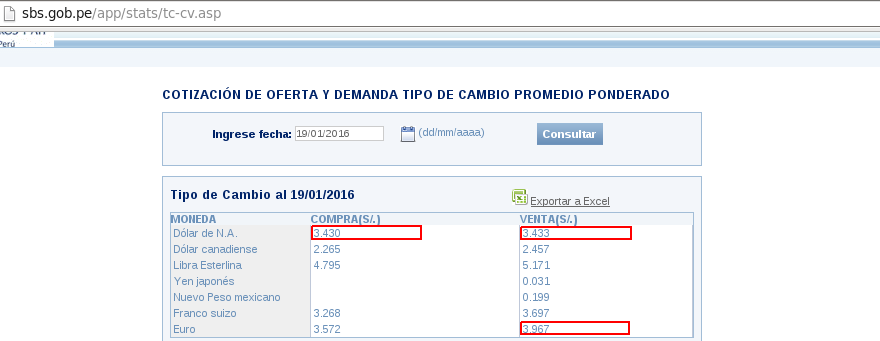 sbs.gob.pe/app/stats/tc-cv.asp
Perú
COTIZACIÓN DE OFERTA Y DEMANDA TIPO DE CAMBIO PROMEDIO PONDERADO
Ingrese fecha: 19/01/2016 (dd/mm/aaaa) Consultar
Tipo de Cambio al 19/01/2016 Exportar a Excel
MONEDA COMPRA(S/.) VENTA(S/.)
Dólar de N.A. 3.430 3.433
Dólar canadiense 2.265 2.457
Libra Esterlina 4.795 5.171
Yen japonés 0.031
Nuevo Peso mexicano 0.199
Franco suizo 3.268 3.697
Euro 3.572 3.967